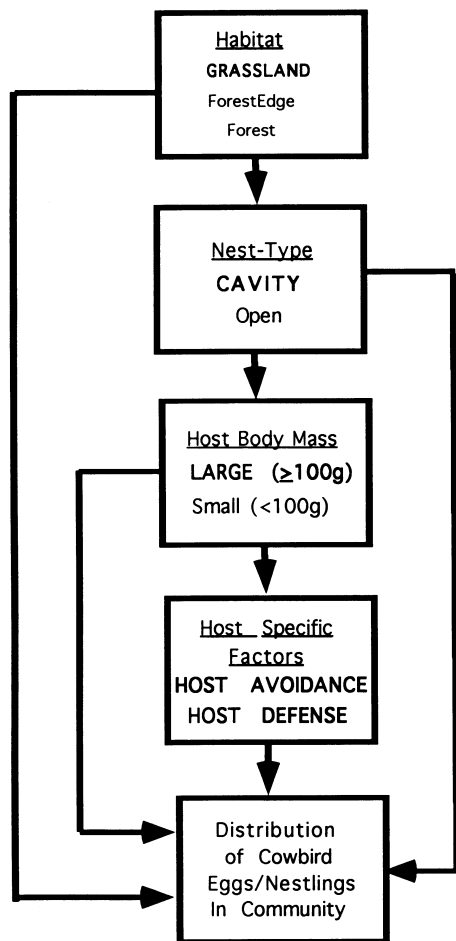 Habitat
GRASSLAND
ForestEdge
Forest
Nest-Type
CAVITY
Open
Host Body Mass
LARGE (≥100g)
Small (<100g)
Host Specific
Factors
HOST AVOIDANCE
HOST DEFENSE
Distribution
of Cowbird
Eggs/Nestlings
In Community